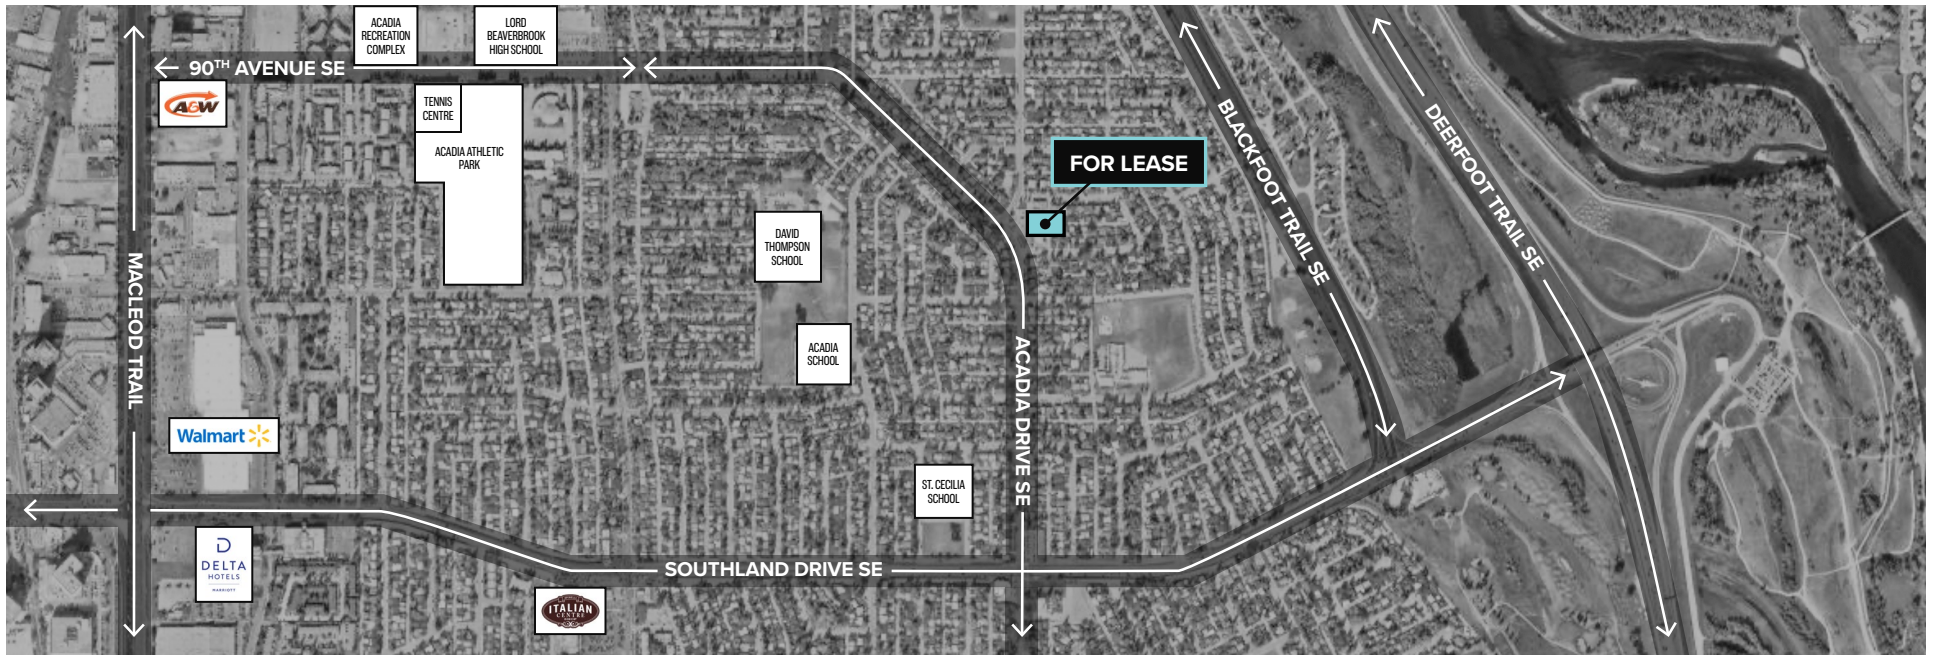 ACADIA
RECREATION
COMPLEX
LORD
BEAVERBROOK
HIGH SCHOOL
90TH AVENUE SE
A&W
TENNIS
CENTRE
ACADIA ATHLETIC
PARK
FOR LEASE
BLACKFOOT TRAIL SE
DEERFOOT TRAIL SE
DAVID
THOMPSON
SCHOOL
MACLEOD TRAIL
ACADIA
SCHOOL
ACADIA DRIVE SE
Walmart
ST. CECILIA
SCHOOL
D
DELTA
HOTELS
MARRIOTT
SOUTHLAND DRIVE SE
ITALIAN
CENTRE